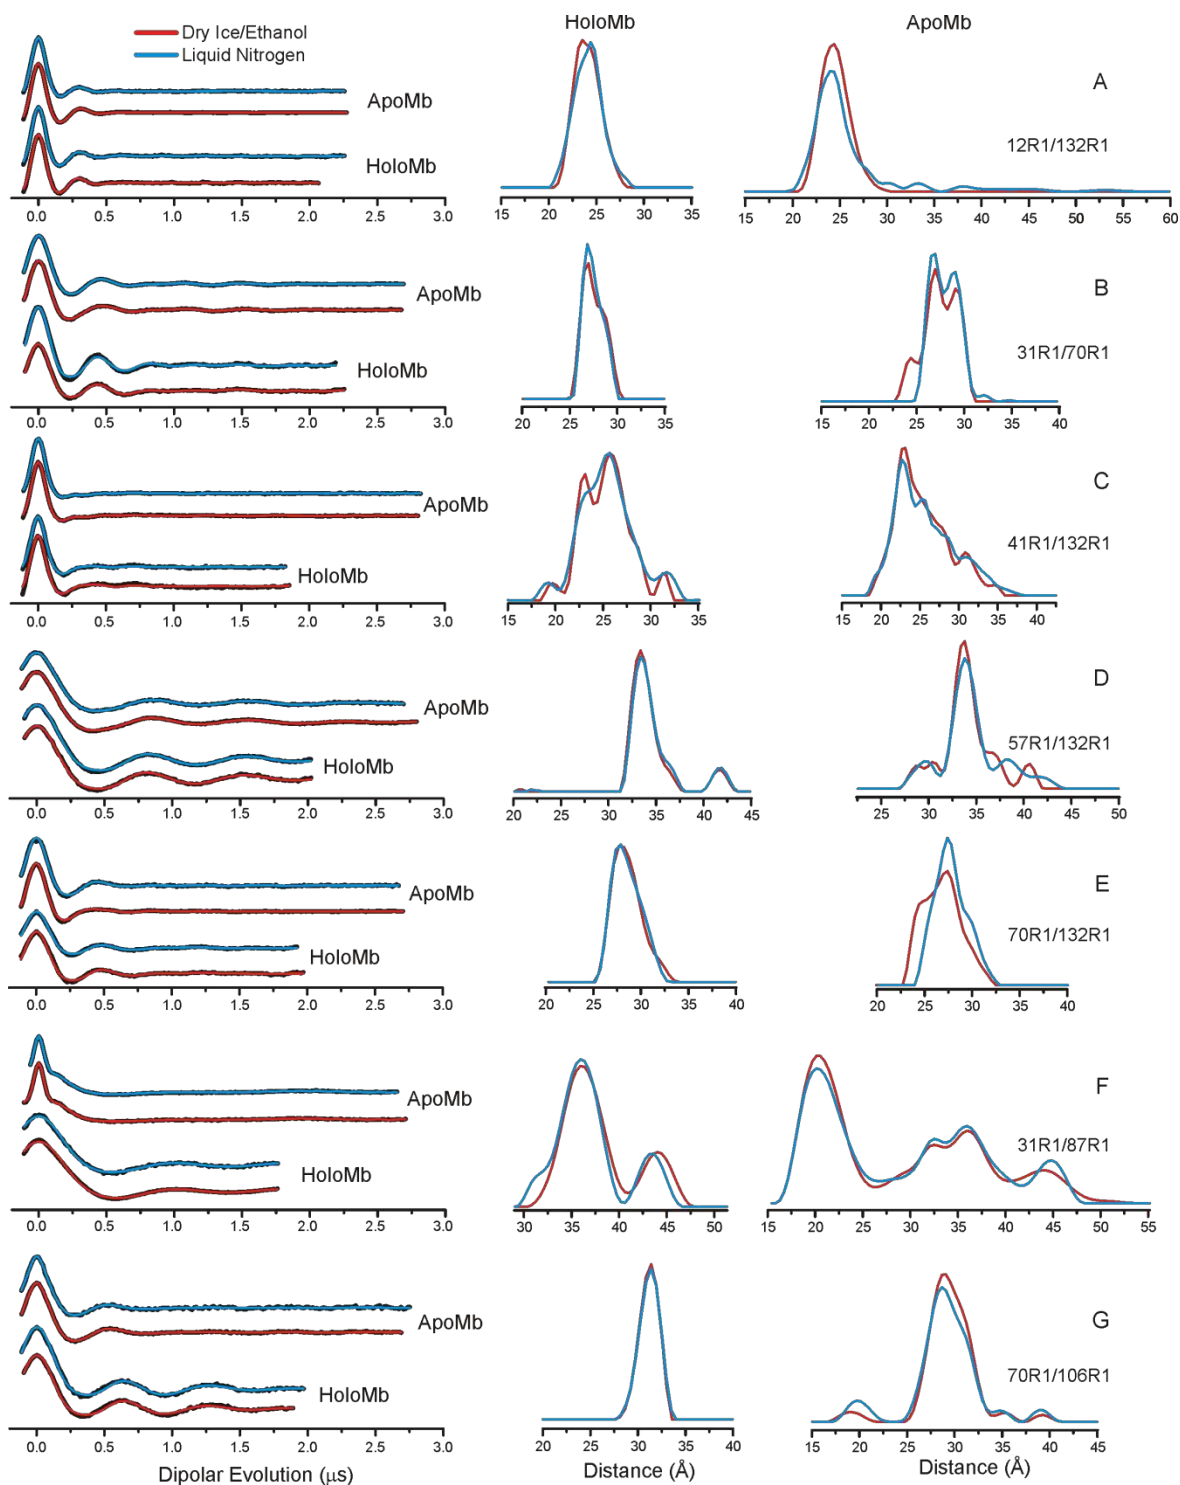 HoloMb ApoMb
Dry Ice/Ethanol
Liquid Nitrogen
ApoMb
HoloMb
A
12R1/132R1
0.0 0.5 1.0 1.5 2.0 2.5 3.0
15 20 25 30 35
15 20 25 30 35 40 45 50 55 60
ApoMb
HoloMb
B
31R1/70R1
0.0 0.5 1.0 1.5 2.0 2.5 3.0
20 25 30 35
15 20 25 30 35 40
ApoMb
HoloMb
C
41R1/132R1
0.0 0.5 1.0 1.5 2.0 2.5 3.0
15 20 25 30 35
15 20 25 30 35 40
ApoMb
HoloMb
D
57R1/132R1
0.0 0.5 1.0 1.5 2.0 2.5 3.0
20 25 30 35 40 45
25 30 35 40 45 50
ApoMb
HoloMb
E
70R1/132R1
0.0 0.5 1.0 1.5 2.0 2.5 3.0
20 25 30 35 40
20 25 30 35 40
ApoMb
HoloMb
F
31R1/87R1
0.0 0.5 1.0 1.5 2.0 2.5 3.0
30 35 40 45 50
15 20 25 30 35 40 45 50 55
ApoMb
HoloMb
G
70R1/106R1
0.0 0.5 1.0 1.5 2.0 2.5 3.0
20 25 30 35 40
15 20 25 30 35 40 45
Dipolar Evolution (µs) Distance (Å) Distance (Å)